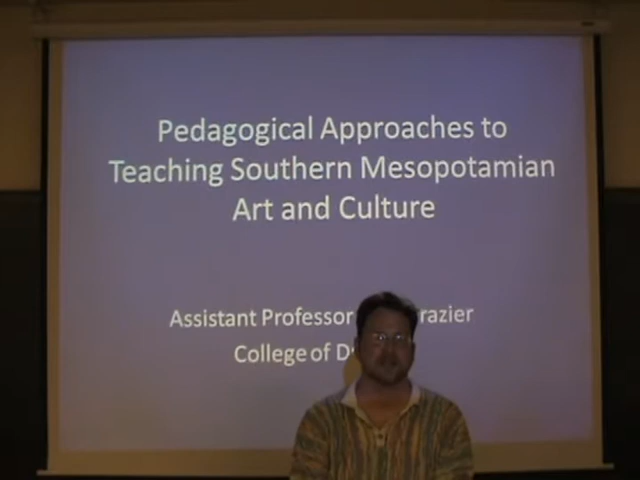 Pedagogical Approaches to
Teaching Southern Mesopotamian
Art and Culture
Assistant Professor
College of